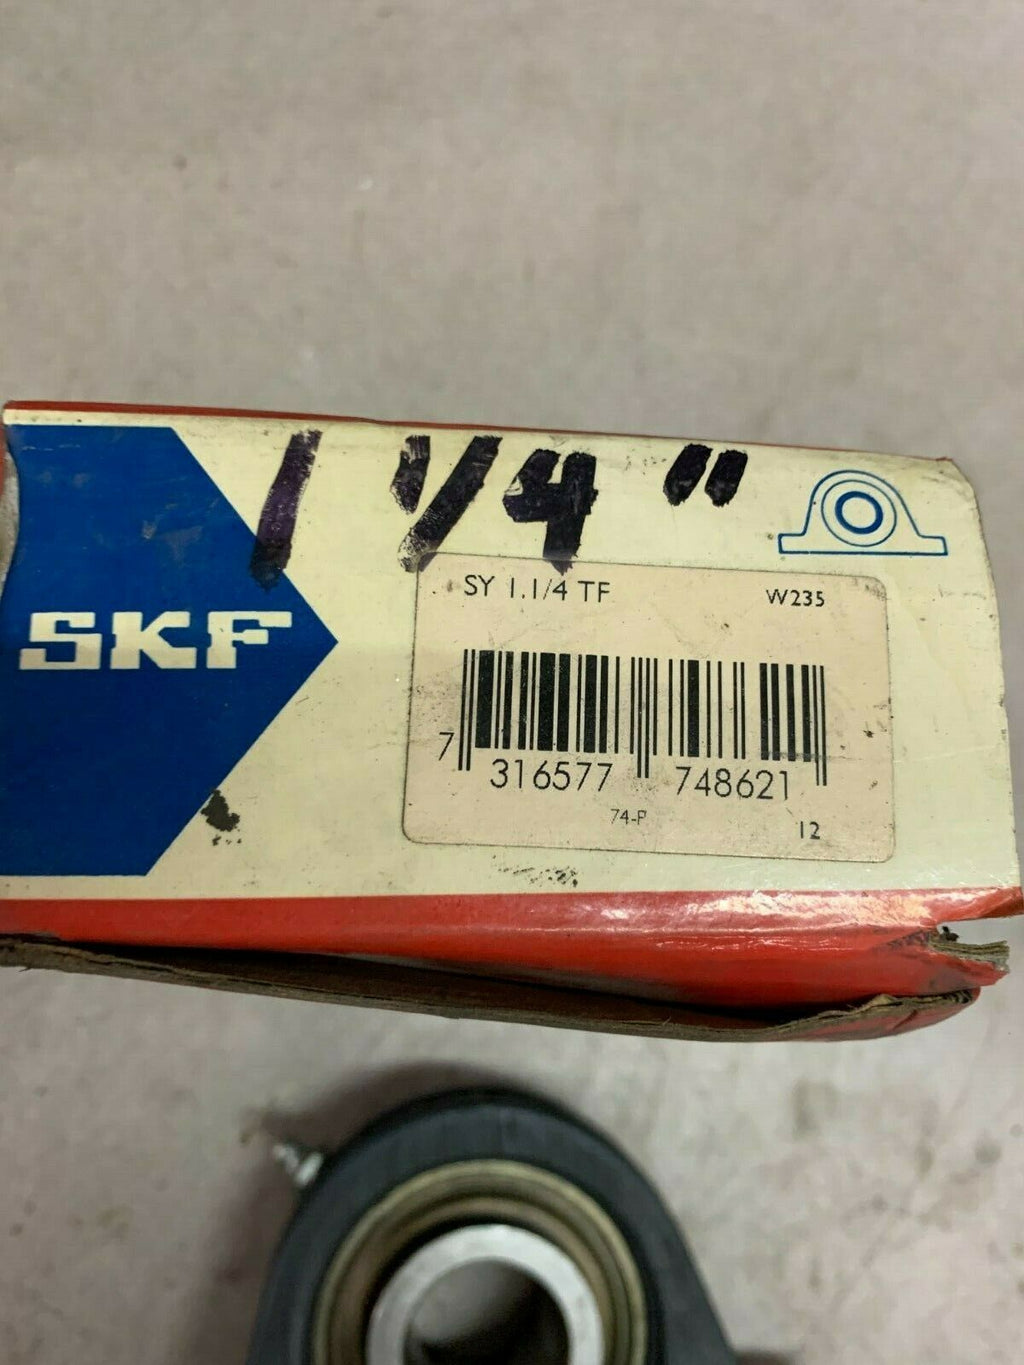 1 1/4 "
SKF
SY 1.1/4 TF W235
7 316577 748621
74-P 12